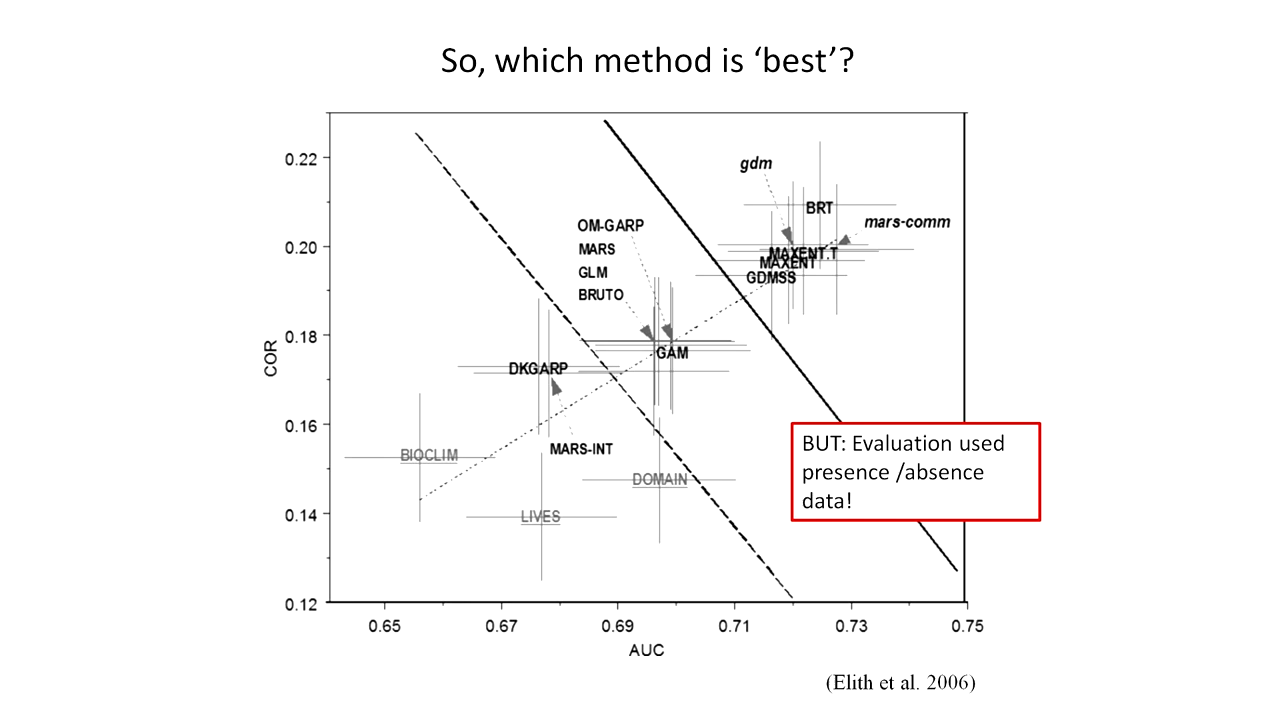 So, which method is ‘best’?
0.22
0.20
0.18
0.16
0.14
0.12
COR
gdm
BRT
mars-comm
OM-GARP
MARS
GLM
BRUTO
MAXENT.T
MAXENT
GDMSS
GAM
DKGARP
MARS-INT
BIOCLIM
DOMAIN
LIVES
BUT: Evaluation used
presence /absence
data!
0.65 0.67 0.69 0.71 0.73 0.75
AUC
(Elith et al. 2006)